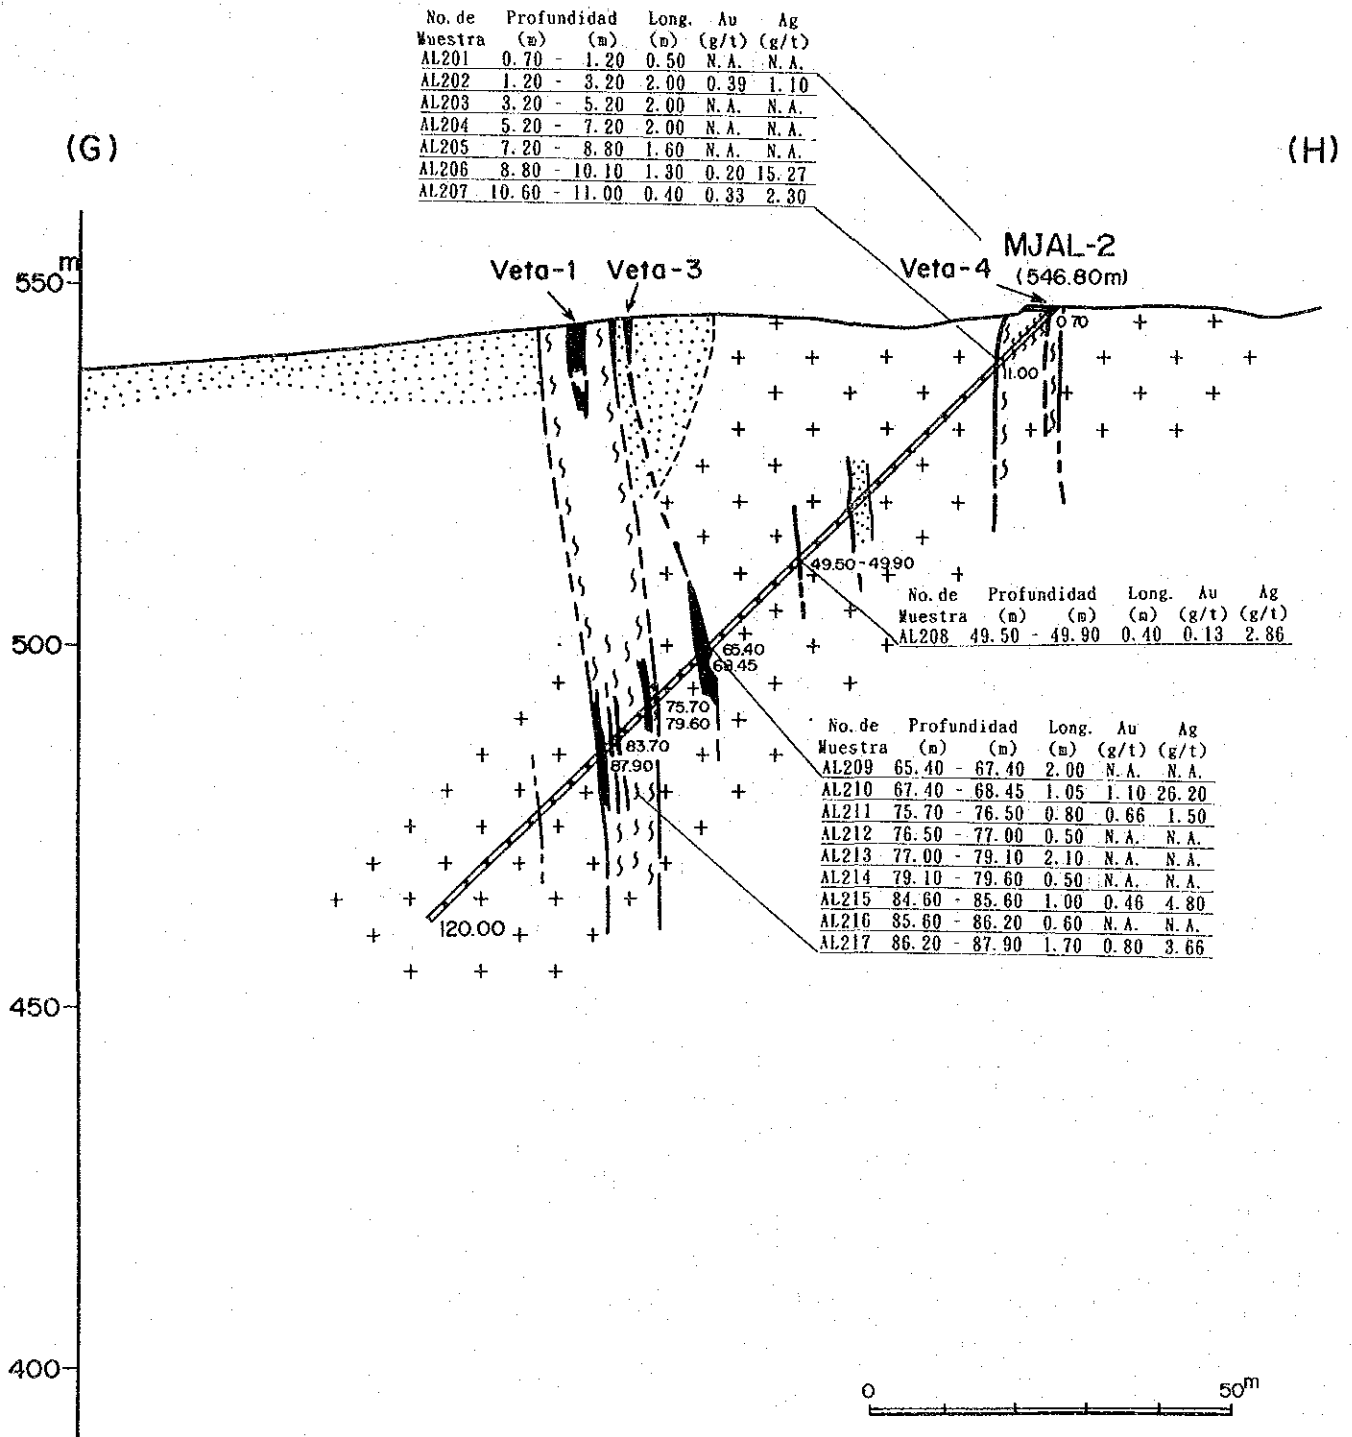 No. de Profundidad Long. Au Ag
Muestra (m) (m) (m) (g/t) (g/t)
AL201 0.70 - 1.20 0.50 N.A. N.A.
AL202 1.20 - 3.20 2.00 0.39 1.10
AL203 3.20 - 5.20 2.00 N.A. N.A.
AL204 5.20 - 7.20 2.00 N.A. N.A.
AL205 7.20 - 8.80 1.60 N.A. N.A.
AL206 8.80 - 10.10 1.30 0.20 15.27
AL207 10.60 - 11.00 0.40 0.33 2.30
(G)
(H)
m
550
Veta-1 Veta-3 Veta-4 MJAL-2
(546.80m)
0.70
11.00
49.50-49.90
No. de Profundidad Long. Au Ag
Muestra (m) (m) (m) (g/t) (g/t)
AL208 49.50 - 49.90 0.40 0.13 2.86
500
65.40
68.45
75.70
79.60
83.70
87.90
No. de Profundidad Long. Au Ag
Muestra (m) (m) (m) (g/t) (g/t)
AL209 65.40 - 67.40 2.00 N.A. N.A.
AL210 67.40 - 68.45 1.05 1.10 26.20
AL211 75.70 - 76.50 0.80 0.66 1.50
AL212 76.50 - 77.00 0.50 N.A. N.A.
AL213 77.00 - 79.10 2.10 N.A. N.A.
AL214 79.10 - 79.60 0.50 N.A. N.A.
AL215 84.60 - 85.60 1.00 0.46 4.80
AL216 85.60 - 86.20 0.60 N.A. N.A.
AL217 86.20 - 87.90 1.70 0.80 3.66
120.00
450
400
0 50m